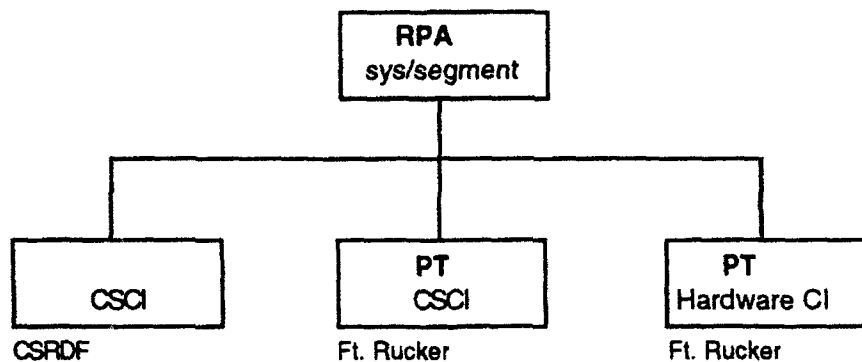 RPA
sys/segment
CSCI
PT
CSCI
PT
Hardware CI
CSRDF
Ft. Rucker
Ft. Rucker